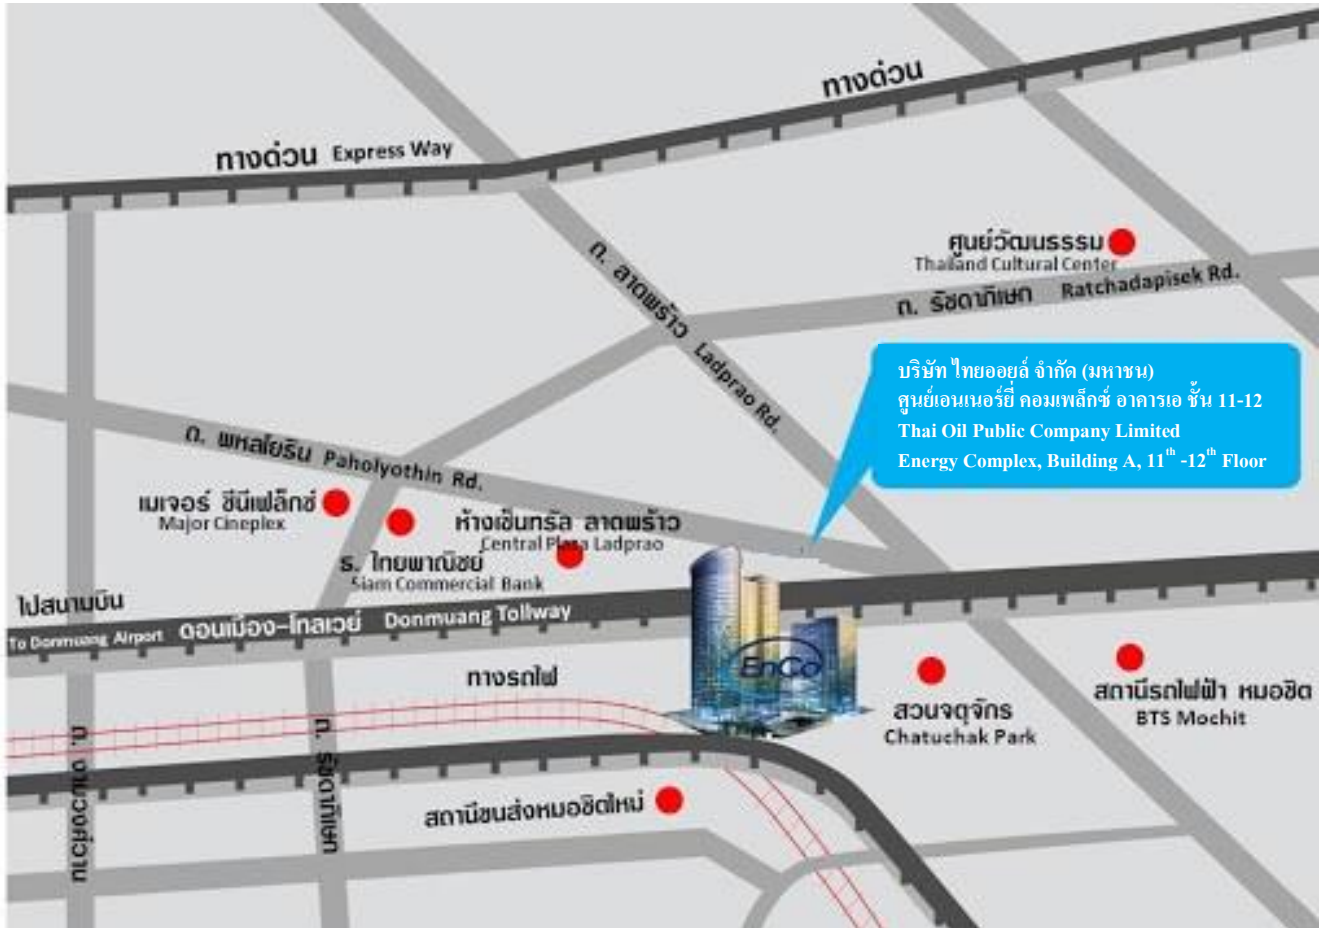 ทางด่วน
ทางด่วน Express Way
ศูนย์วัฒนธรรม
Thailand Cultural Center
ถ. รัชดาภิเษก Ratchadapisek Rd.
ถ. ลาดพร้าว Ladprao Rd.
บริษัท ไทยออยล์ จำกัด (มหาชน)
ศูนย์เอนเนอร์ยี่ คอมเพล็กซ์ อาคารเอ ชั้น 11-12
Thai Oil Public Company Limited
Energy Complex, Building A, 11th -12th Floor
ถ. พหลโยธิน Paholyothin Rd.
เมเจอร์ ซีนีเฟล็กซ์
Major Cineplex
ห้างเซ็นทรัล ลาดพร้าว
Central Plaza Ladprao
ธ. ไทยพาณิชย์
Siam Commercial Bank
ไปสนามบิน
To Donmuang Airport ดอนเมือง-โทลเวย์ Donmuang Tollway
EnCo
ทางรถไฟ
สวนจตุจักร
Chatuchak Park
สถานีรถไฟฟ้า หมอชิต
BTS Mochit
สถานีขนส่งหมอชิตใหม่
ถ. งามวงศ์วาน
ถ. รัชดาภิเษก